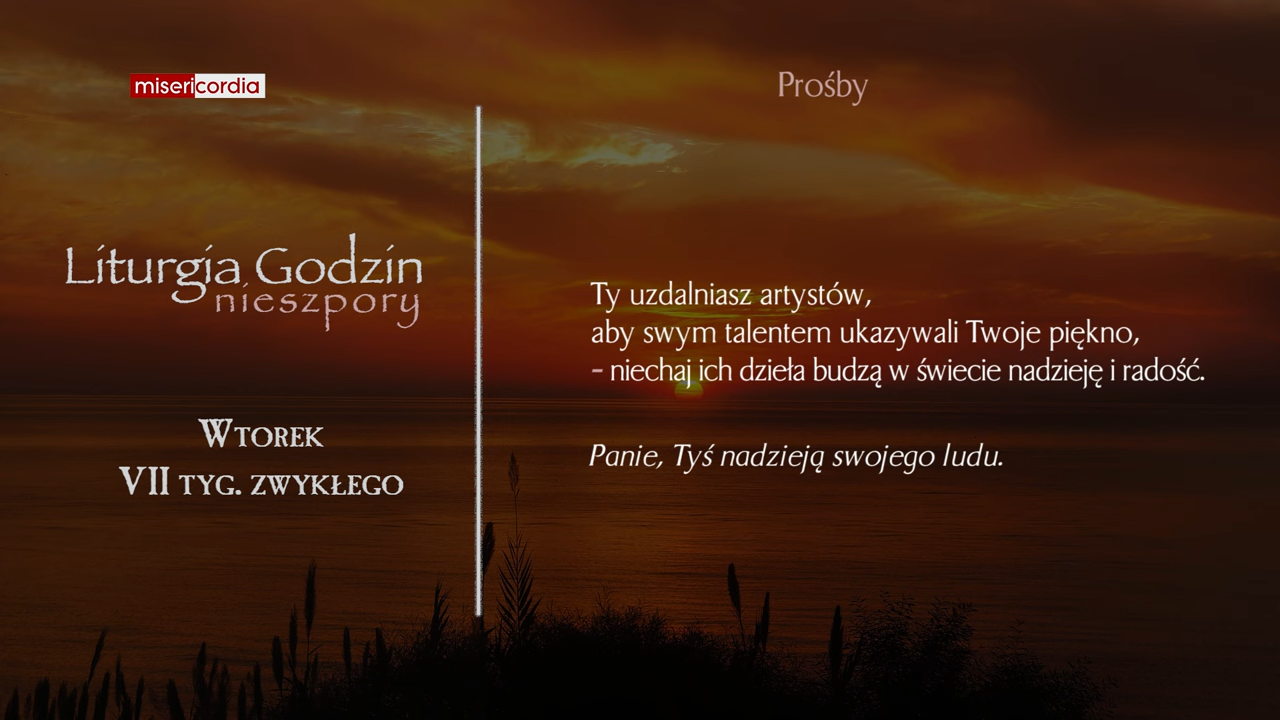 misericordia
Liturgia Godzin
nieszpory
Wtorek
VII tyg. zwykłego
Prośby
Ty uzdalniasz artystów,
aby swym talentem ukazywali Twoje piękno,
- niechaj ich dzieła budzą w świecie nadzieję i radość.
Panie, Tyś nadzieją swojego ludu.